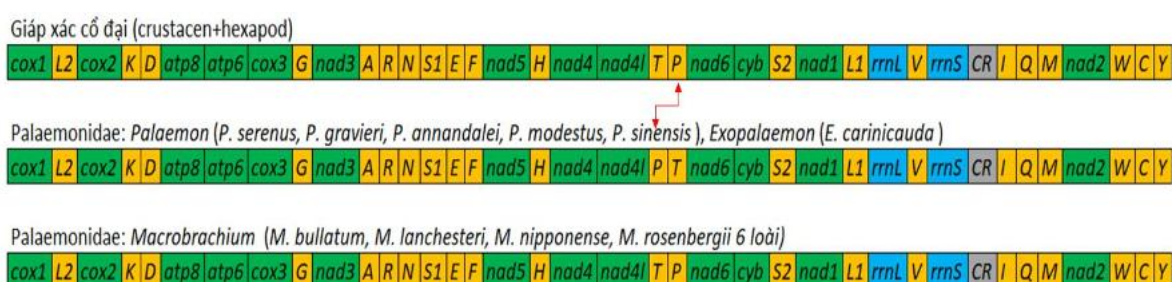 Giáp xác cổ đại (crustacen+hexapod)
cox1 L2 cox2 K D atp8 atp6 cox3 G nad3 A R N S1 E F nad5 H nad4 nad4l T P nad6 cyb S2 nad1 L1 rrnL V rrnS CR I Q M nad2 W C Y
Palaemonidae: Palaemon (P. serenus, P. gravieri, P. annandalei, P. modestus, P. sinensis ), Exopalaemon (E. carinicauda )
cox1 L2 cox2 K D atp8 atp6 cox3 G nad3 A R N S1 E F nad5 H nad4 nad4l P T nad6 cyb S2 nad1 L1 rrnL V rrnS CR I Q M nad2 W C Y
Palaemonidae: Macrobrachium (M. bullatum, M. lanchesteri, M. nipponense, M. rosenbergii 6 loài)
cox1 L2 cox2 K D atp8 atp6 cox3 G nad3 A R N S1 E F nad5 H nad4 nad4l T P nad6 cyb S2 nad1 L1 rrnL V rrnS CR I Q M nad2 W C Y